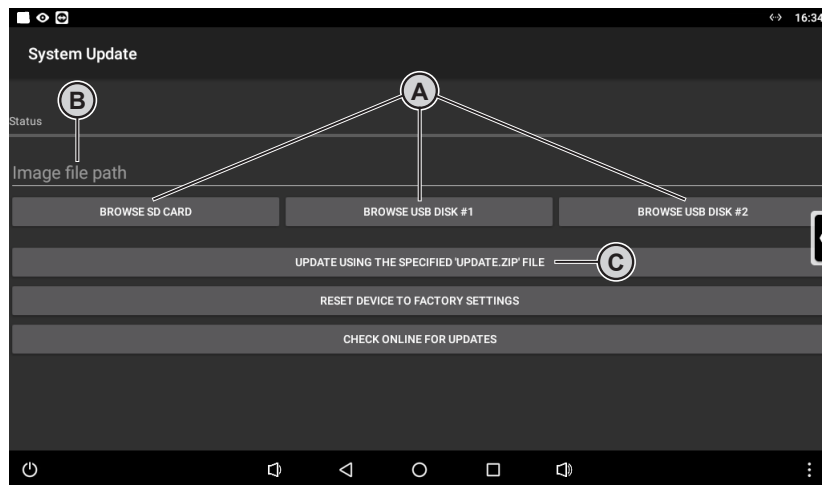 16:34
System Update
B
A
Status
Image file path
BROWSE SD CARD BROWSE USB DISK #1 BROWSE USB DISK #2
UPDATE USING THE SPECIFIED 'UPDATE.ZIP' FILE C
RESET DEVICE TO FACTORY SETTINGS
CHECK ONLINE FOR UPDATES